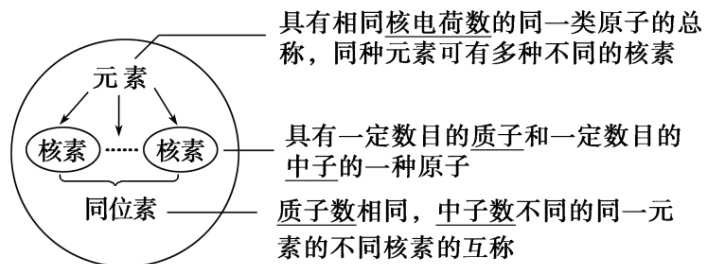 具有相同核电荷数的同一类原子的总
称，同种元素可有多种不同的核素
元素
核素 …… 核素
具有一定数目的质子和一定数目的
中子的一种原子
同位素
质子数相同，中子数不同的同一元
素的不同核素的互称